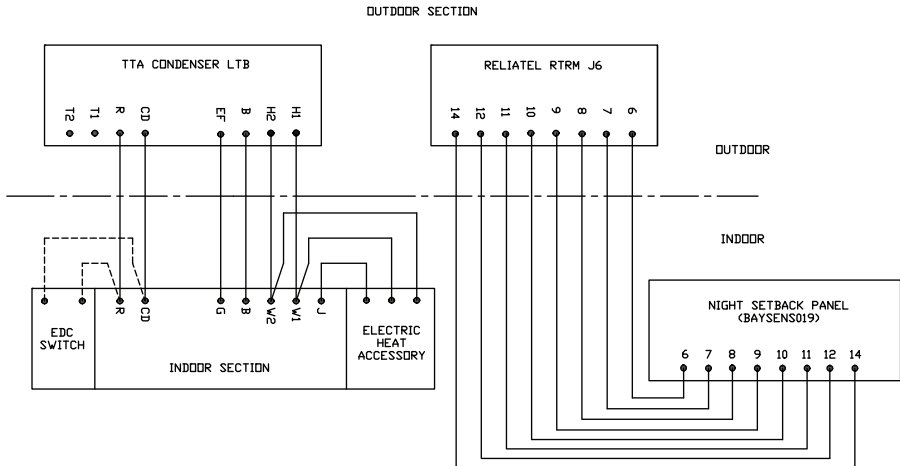 OUTDOOR SECTION
TTA CONDENSER LTB
T2 T1 R CD EF B H2 H1
RELIATEL RTRM J6
14 12 11 10 9 8 7 6
OUTDOOR
INDOOR
EDC
SWITCH
R CD G B W2 W1 J
INDOOR SECTION
ELECTRIC
HEAT
ACCESSORY
NIGHT SETBACK PANEL
(BAYSENS019)
6 7 8 9 10 11 12 14